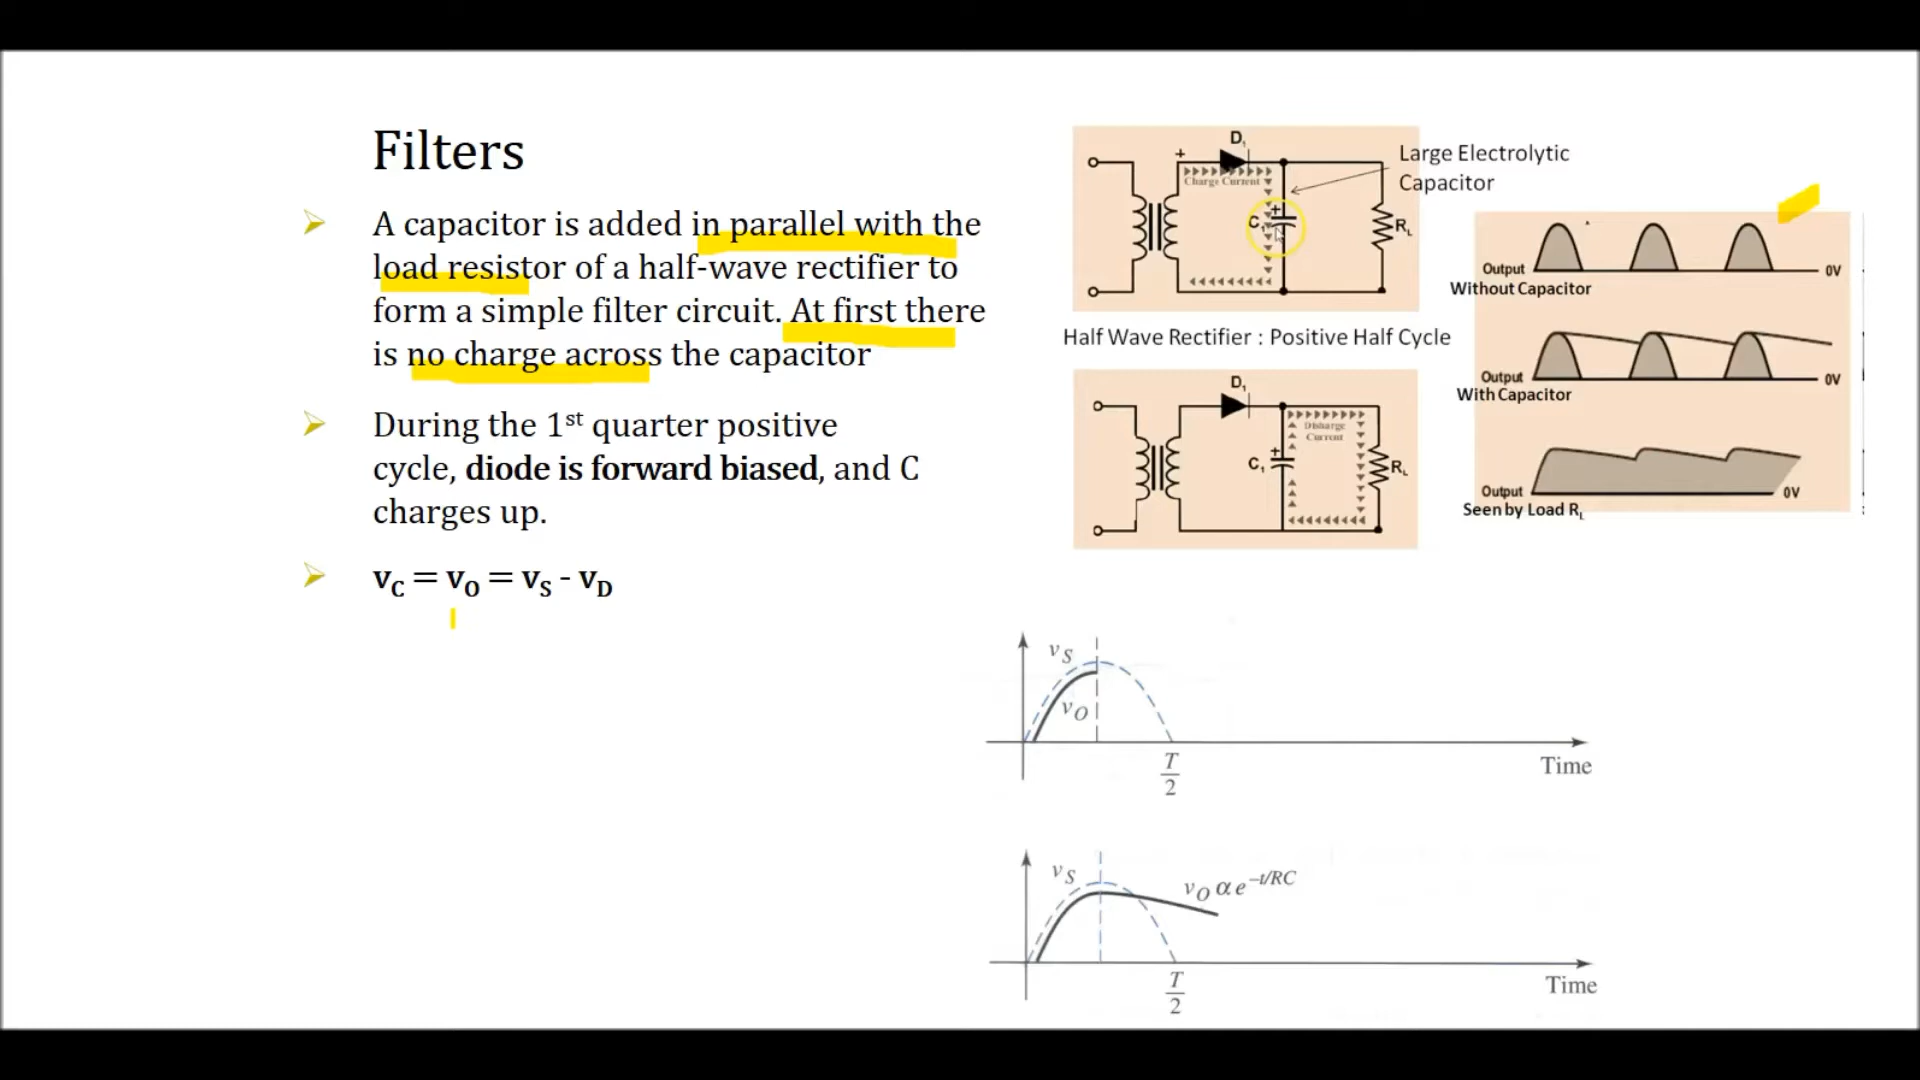 Filters
A capacitor is added in parallel with the
load resistor of a half-wave rectifier to
form a simple filter circuit. At first there
is no charge across the capacitor
During the 1st quarter positive
cycle, diode is forward biased, and C
charges up.
vC = vO = vS - vD
D1
+
Charge Current
C1
+
RL
Large Electrolytic
Capacitor
Half Wave Rectifier : Positive Half Cycle
D1
Disharge
Current
+
C1
RL
Output
0V
Without Capacitor
Output
0V
With Capacitor
Output
0V
Seen by Load RL
vS
vO
T
2
Time
vS
vO α e–t/RC
T
2
Time